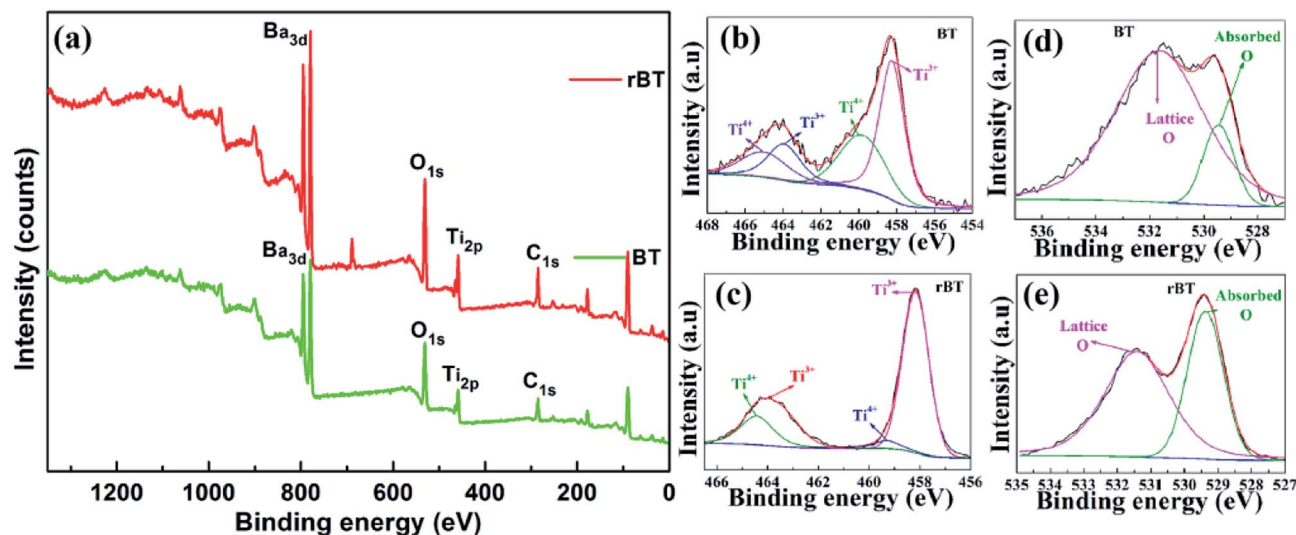 (a)
Ba3d
rBT
O1s
Ti2p
C1s
Ba3d
BT
O1s
Ti2p
C1s
Intensity (counts)
1200 1000 800 600 400 200 0
Binding energy (eV)
(b)
BT
Ti3+
Ti4+
Ti3+
Ti4+
Intensity (a.u)
468 466 464 462 460 458 456 454
Binding energy (eV)
(c)
Ti3+
rBT
Ti4+
Ti3+
Ti4+
Intensity (a.u)
466 464 462 460 458 456
Binding energy (eV)
(d)
BT
Absorbed
O
Lattice
O
Intensity (a.u)
536 534 532 530 528
Binding energy (eV)
(e)
rBT
Absorbed
O
Lattice
O
Intensity (a.u)
535 534 533 532 531 530 529 528 527
Binding energy (eV)